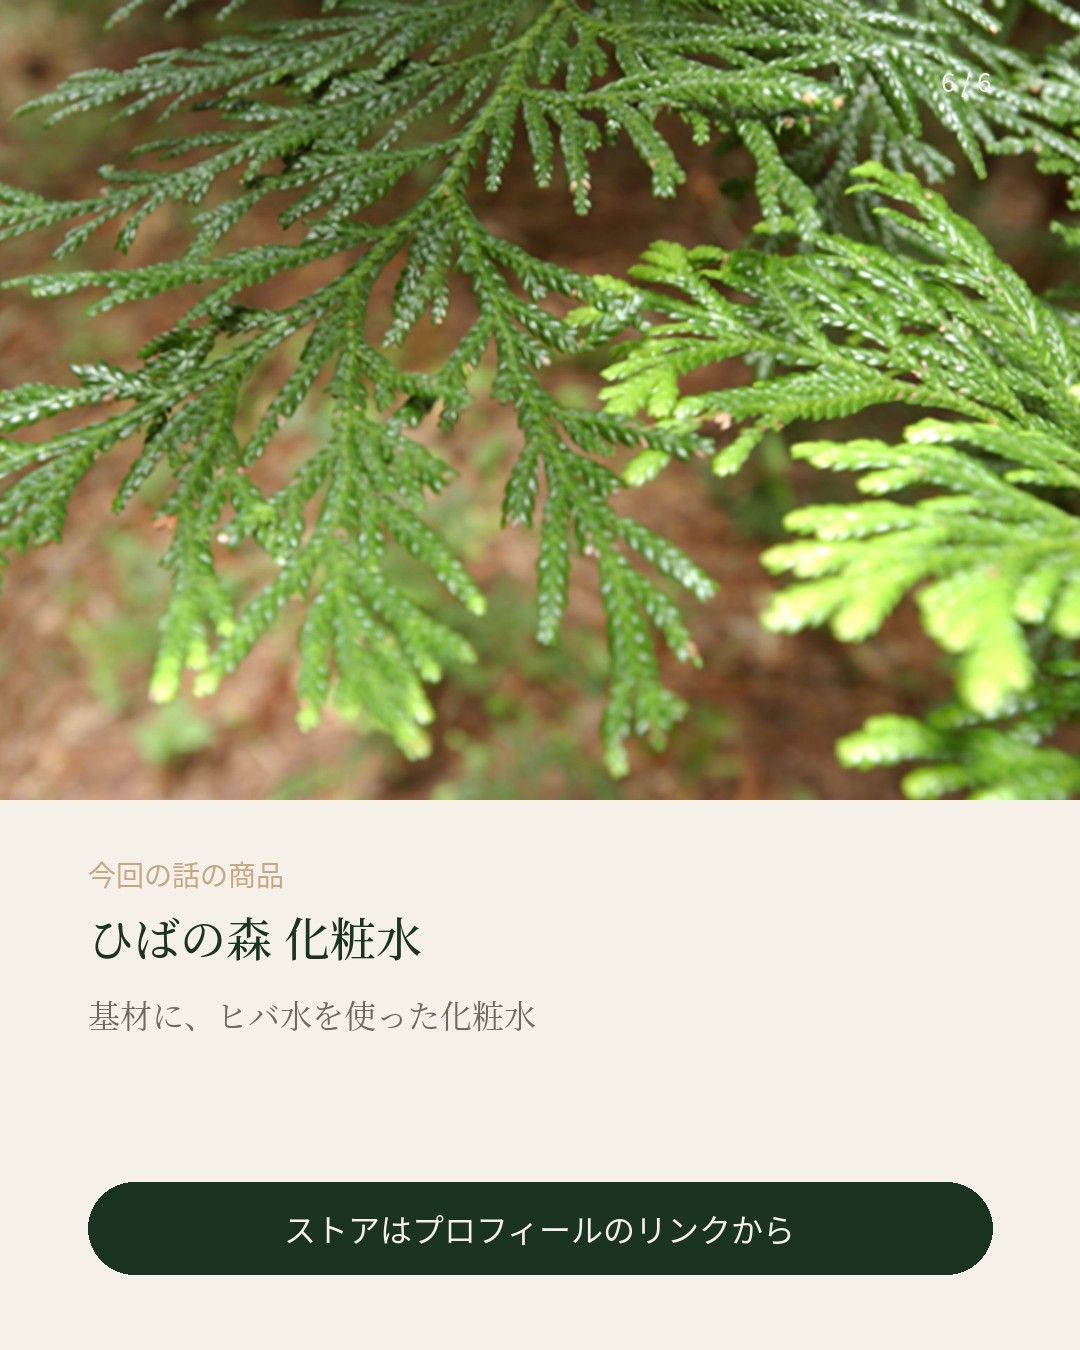 6/6
今回の話の商品
ひばの森 化粧水
基材に、ヒバ水を使った化粧水
ストアはプロフィールのリンクから